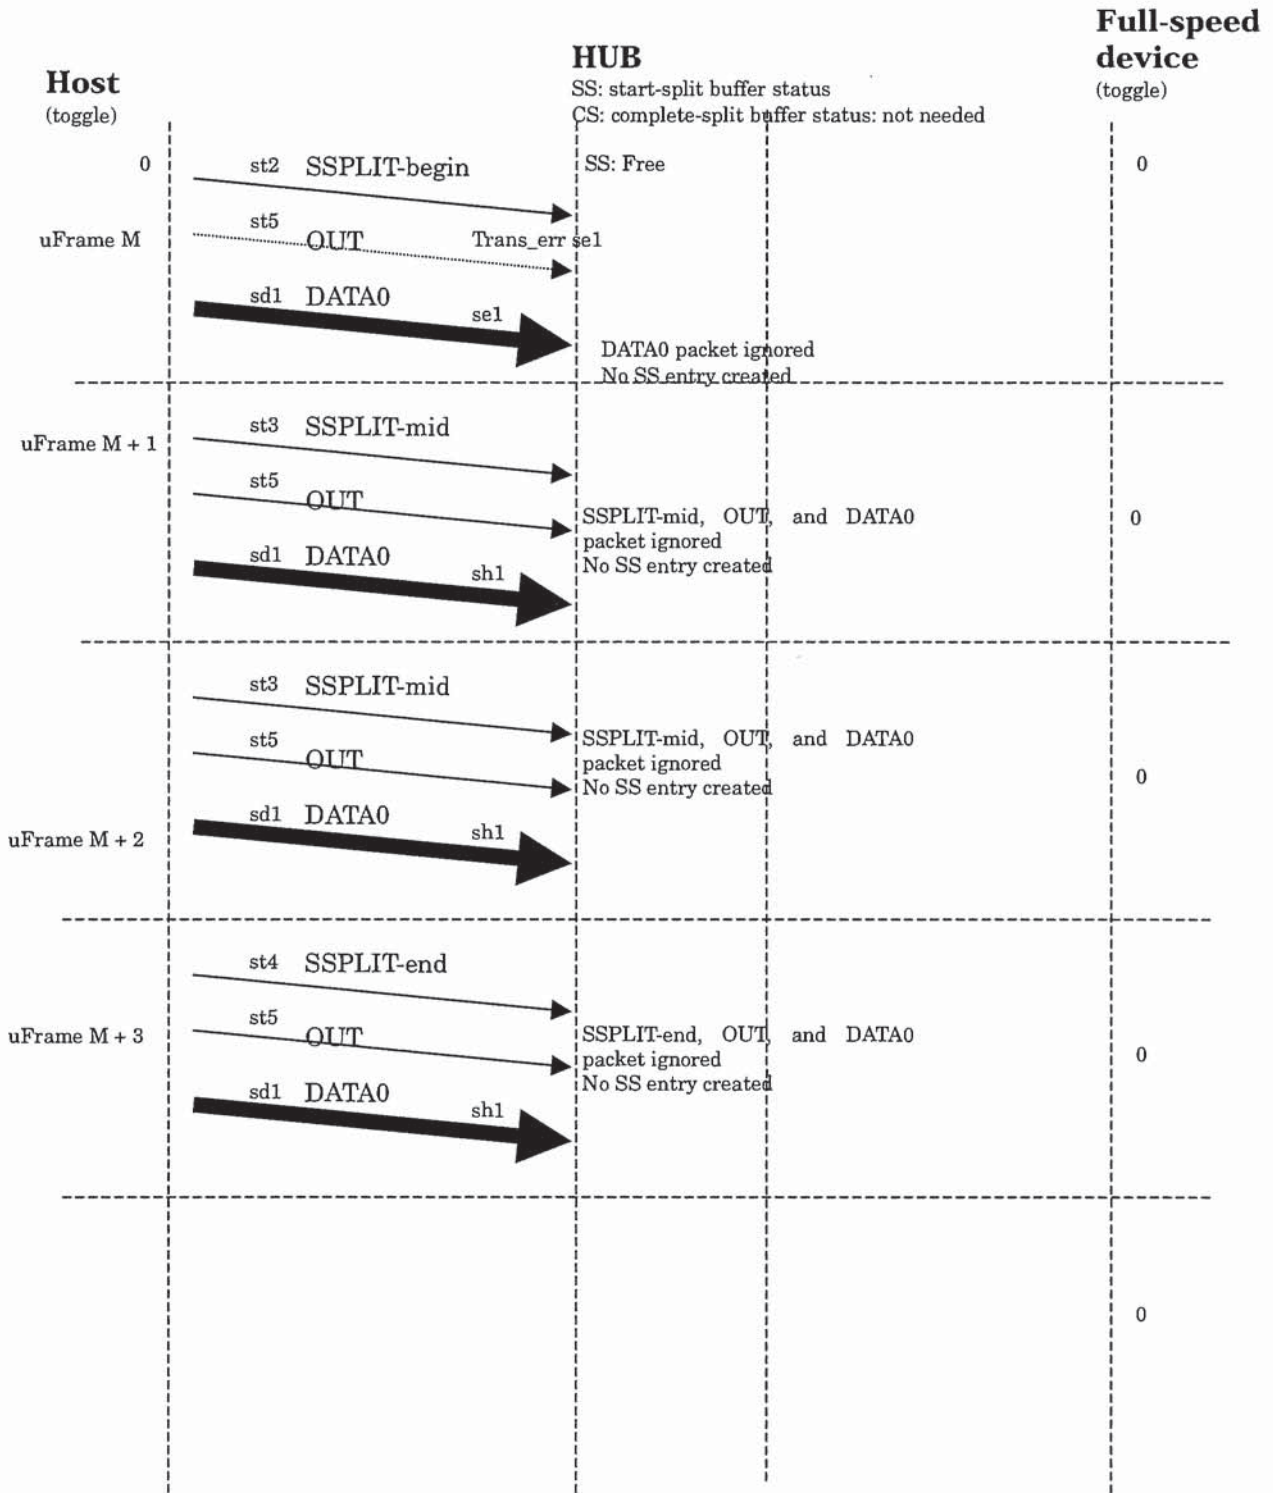 Full-speed
device
(toggle)
HUB
SS: start-split buffer status
CS: complete-split buffer status: not needed
Host
(toggle)
0 st2 SSPLIT-begin SS: Free 0
st5
uFrame M OUT Trans_err se1
sd1 DATA0
se1
DATA0 packet ignored
No SS entry created
st3 SSPLIT-mid
uFrame M + 1
st5
OUT
SSPLIT-mid, OUT, and DATA0 0
packet ignored
sd1 DATA0 No SS entry created
sh1
st3 SSPLIT-mid
st5 SSPLIT-mid, OUT, and DATA0
OUT packet ignored 0
No SS entry created
sd1 DATA0
sh1
uFrame M + 2
st4 SSPLIT-end
st5
uFrame M + 3 OUT SSPLIT-end, OUT, and DATA0
packet ignored 0
No SS entry created
sd1 DATA0
sh1
0